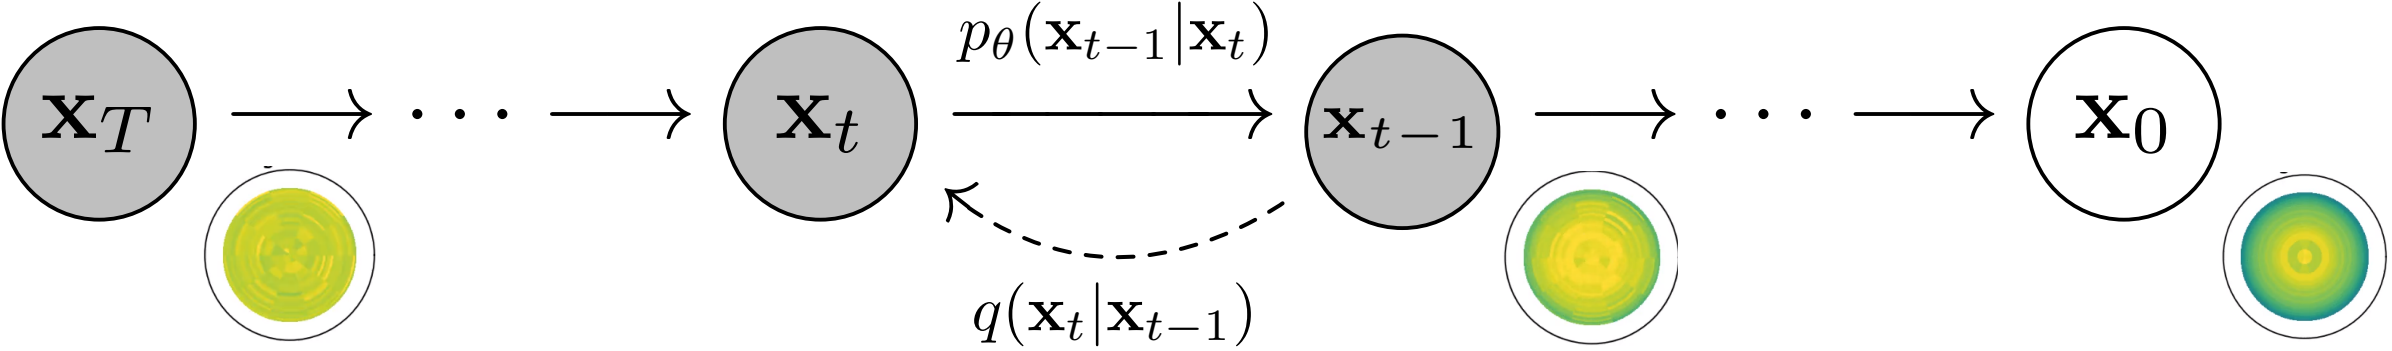 p_θ(x_{t−1}|x_t)
x_T → ··· → x_t → x_{t−1} → ··· → x_0
q(x_t|x_{t−1})